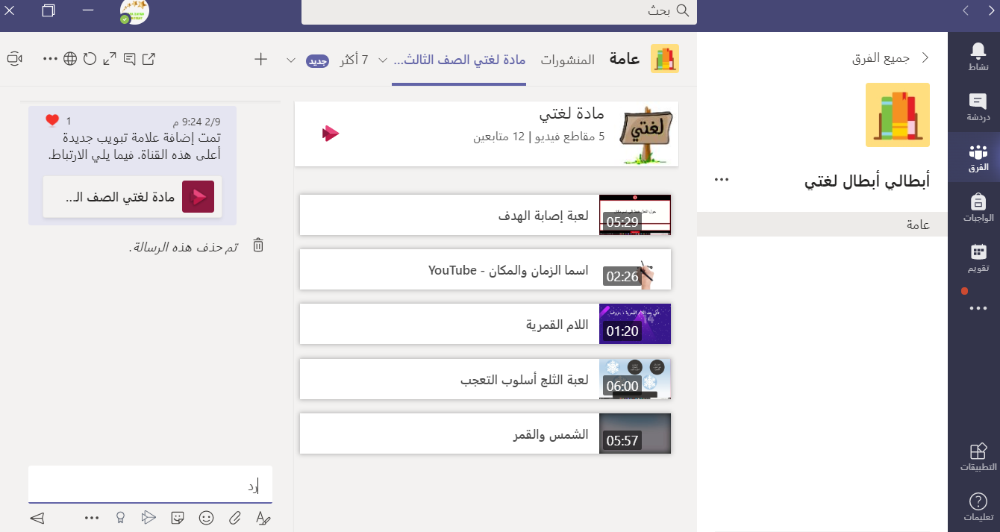 بحث
نشاط
دردشة
الفرق
الواجبات
تقويم
التطبيقات
تعليمات
جميع الفرق
أبطالي أبطال لغتي
عامة
عامة
المنشورات
مادة لغتي الصف الثالث...
7 أكثر
جديد
مادة لغتي
5 مقاطع فيديو | 12 متابعين
لغتي
لعبة إصابة الهدف
05:29
اسما الزمان والمكان - YouTube
02:26
اللام القمرية
01:20
لعبة الثلج أسلوب التعجب
06:00
الشمس والقمر
05:57
2/9 9:24 م
1
تمت إضافة علامة تبويب جديدة
أعلى هذه القناة. فيما يلي الارتباط.
مادة لغتي الصف الـ...
تم حذف هذه الرسالة.
رد